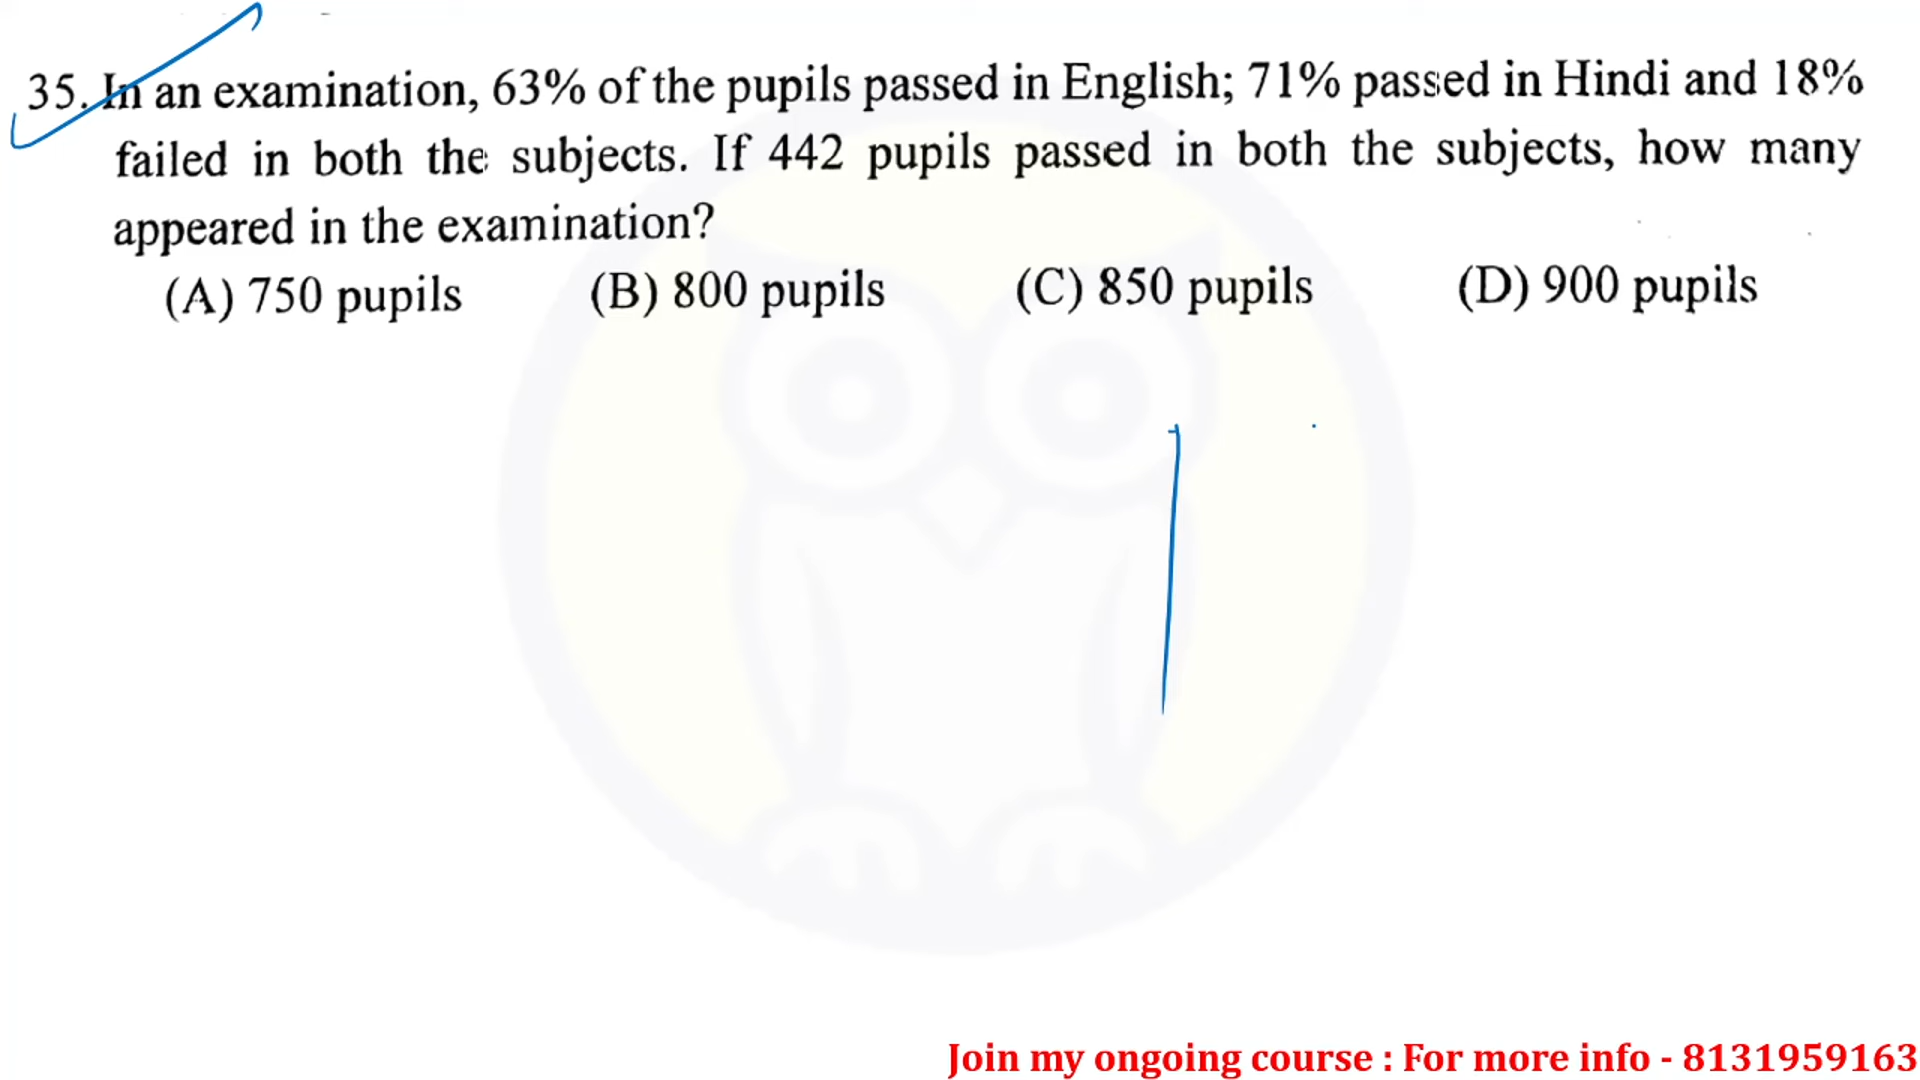 35. In an examination, 63% of the pupils passed in English; 71% passed in Hindi and 18%
failed in both the subjects. If 442 pupils passed in both the subjects, how many
appeared in the examination?
(A) 750 pupils (B) 800 pupils (C) 850 pupils (D) 900 pupils
Join my ongoing course : For more info - 8131959163